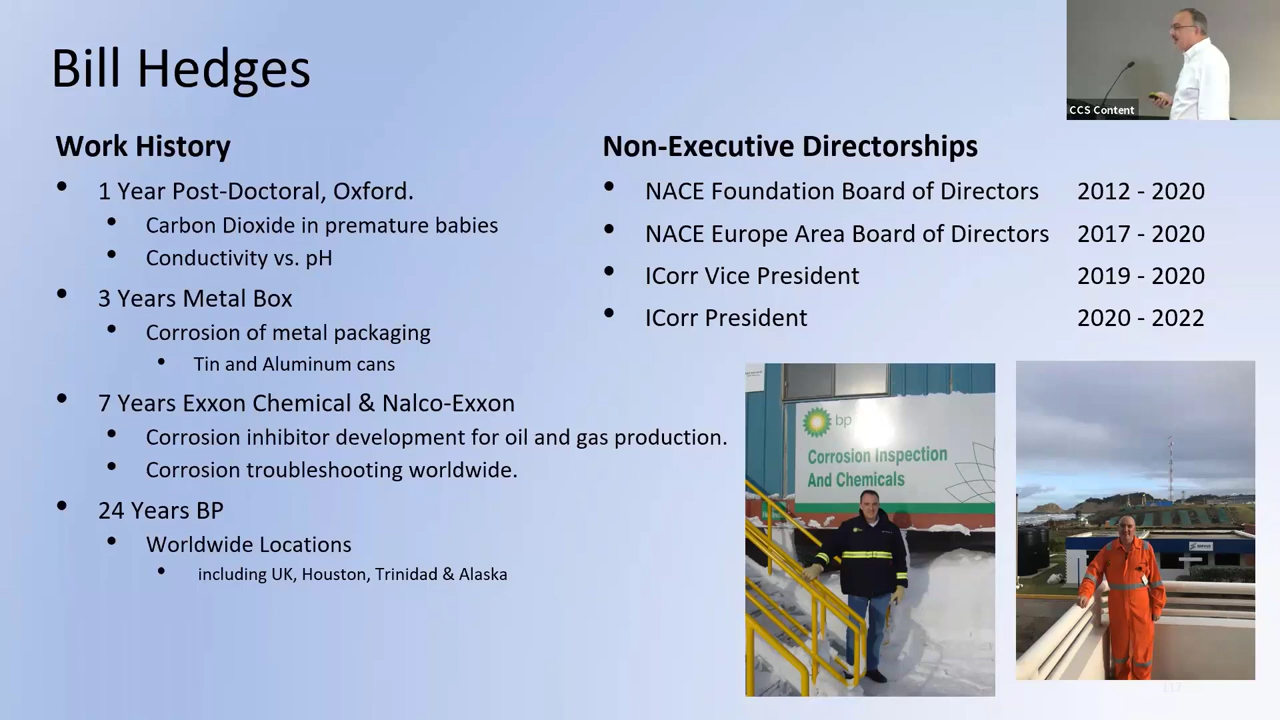 Bill Hedges
CCS Content
Work History
• 1 Year Post-Doctoral, Oxford.
• Carbon Dioxide in premature babies
• Conductivity vs. pH
• 3 Years Metal Box
• Corrosion of metal packaging
• Tin and Aluminum cans
• 7 Years Exxon Chemical & Nalco-Exxon
• Corrosion inhibitor development for oil and gas production.
• Corrosion troubleshooting worldwide.
• 24 Years BP
• Worldwide Locations
• including UK, Houston, Trinidad & Alaska
Non-Executive Directorships
• NACE Foundation Board of Directors 2012 - 2020
• NACE Europe Area Board of Directors 2017 - 2020
• ICorr Vice President 2019 - 2020
• ICorr President 2020 - 2022
bp
Corrosion Inspection
And Chemicals
117